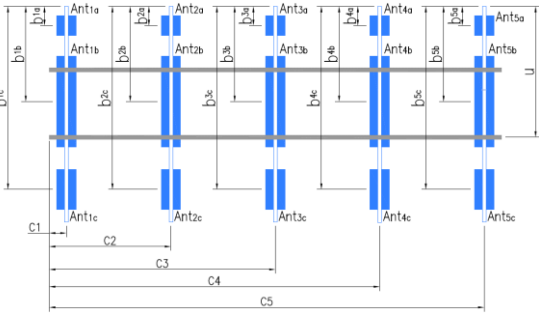 Ant1a Ant2a Ant3a Ant4a Ant5a
b1a b2a b3a b4a b5a
Ant1b Ant2b Ant3b Ant4b Ant5b
b1b b2b b3b b4b b5b
b1c b2c b3c b4c b5c
Ant1c Ant2c Ant3c Ant4c Ant5c
C1
C2
C3
C4
C5